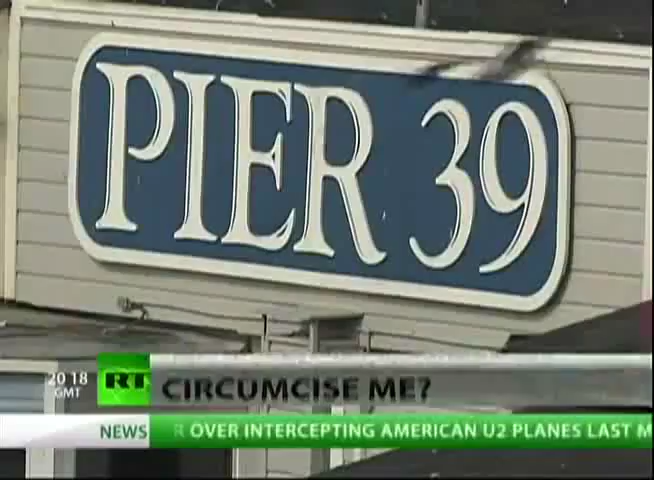 PIER 39
20 18
GMT
RT
CIRCUMCISE ME?
NEWS
R OVER INTERCEPTING AMERICAN U2 PLANES LAST M